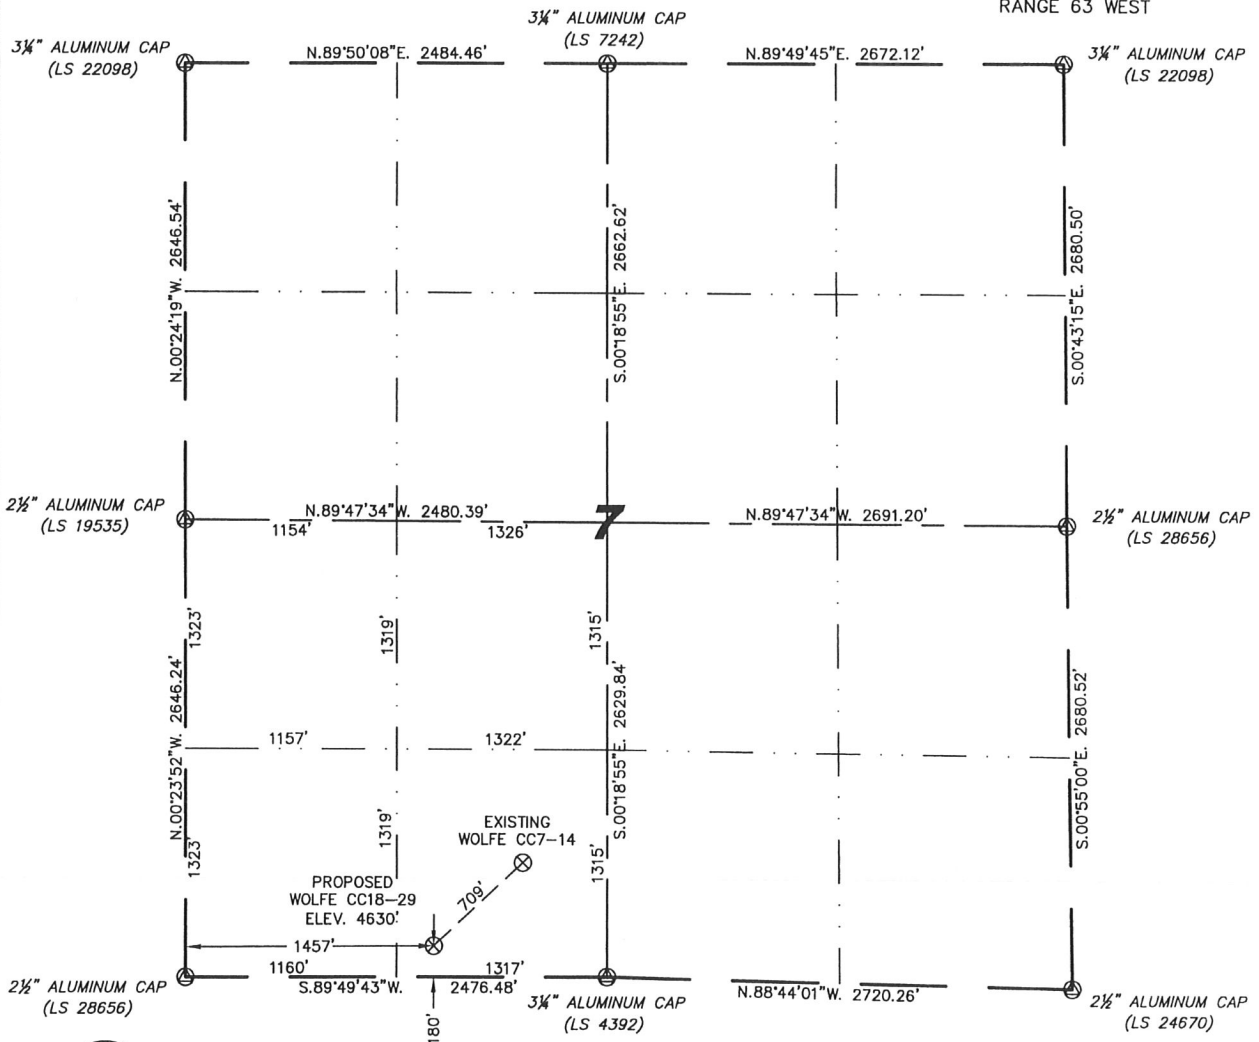 RANGE 63 WEST
3¼" ALUMINUM CAP
(LS 7242)
3¼" ALUMINUM CAP
(LS 22098)
N.89°50'08"E. 2484.46'
N.89°49'45"E. 2672.12'
3¼" ALUMINUM CAP
(LS 22098)
N.00°24'19"W. 2646.54'
S.00°18'55"E. 2662.62'
S.00°43'15"E. 2680.50'
2½" ALUMINUM CAP
(LS 19535)
N.89°47'34"W. 2480.39'
1154'
1326'
7
N.89°47'34"W. 2691.20'
2½" ALUMINUM CAP
(LS 28656)
1323'
1319'
1315'
N.00°23'52"W. 2646.24'
S.00°18'55"E. 2629.84'
S.00°55'00"E. 2680.52'
1157'
1322'
1323'
1319'
1315'
EXISTING
WOLFE CC7-14
709'
PROPOSED
WOLFE CC18-29
ELEV. 4630'
1457'
1160'
1317'
S.89°49'43"W. 2476.48'
N.88°44'01"W. 2720.26'
2½" ALUMINUM CAP
(LS 28656)
180'
3¼" ALUMINUM CAP
(LS 4392)
2½" ALUMINUM CAP
(LS 24670)